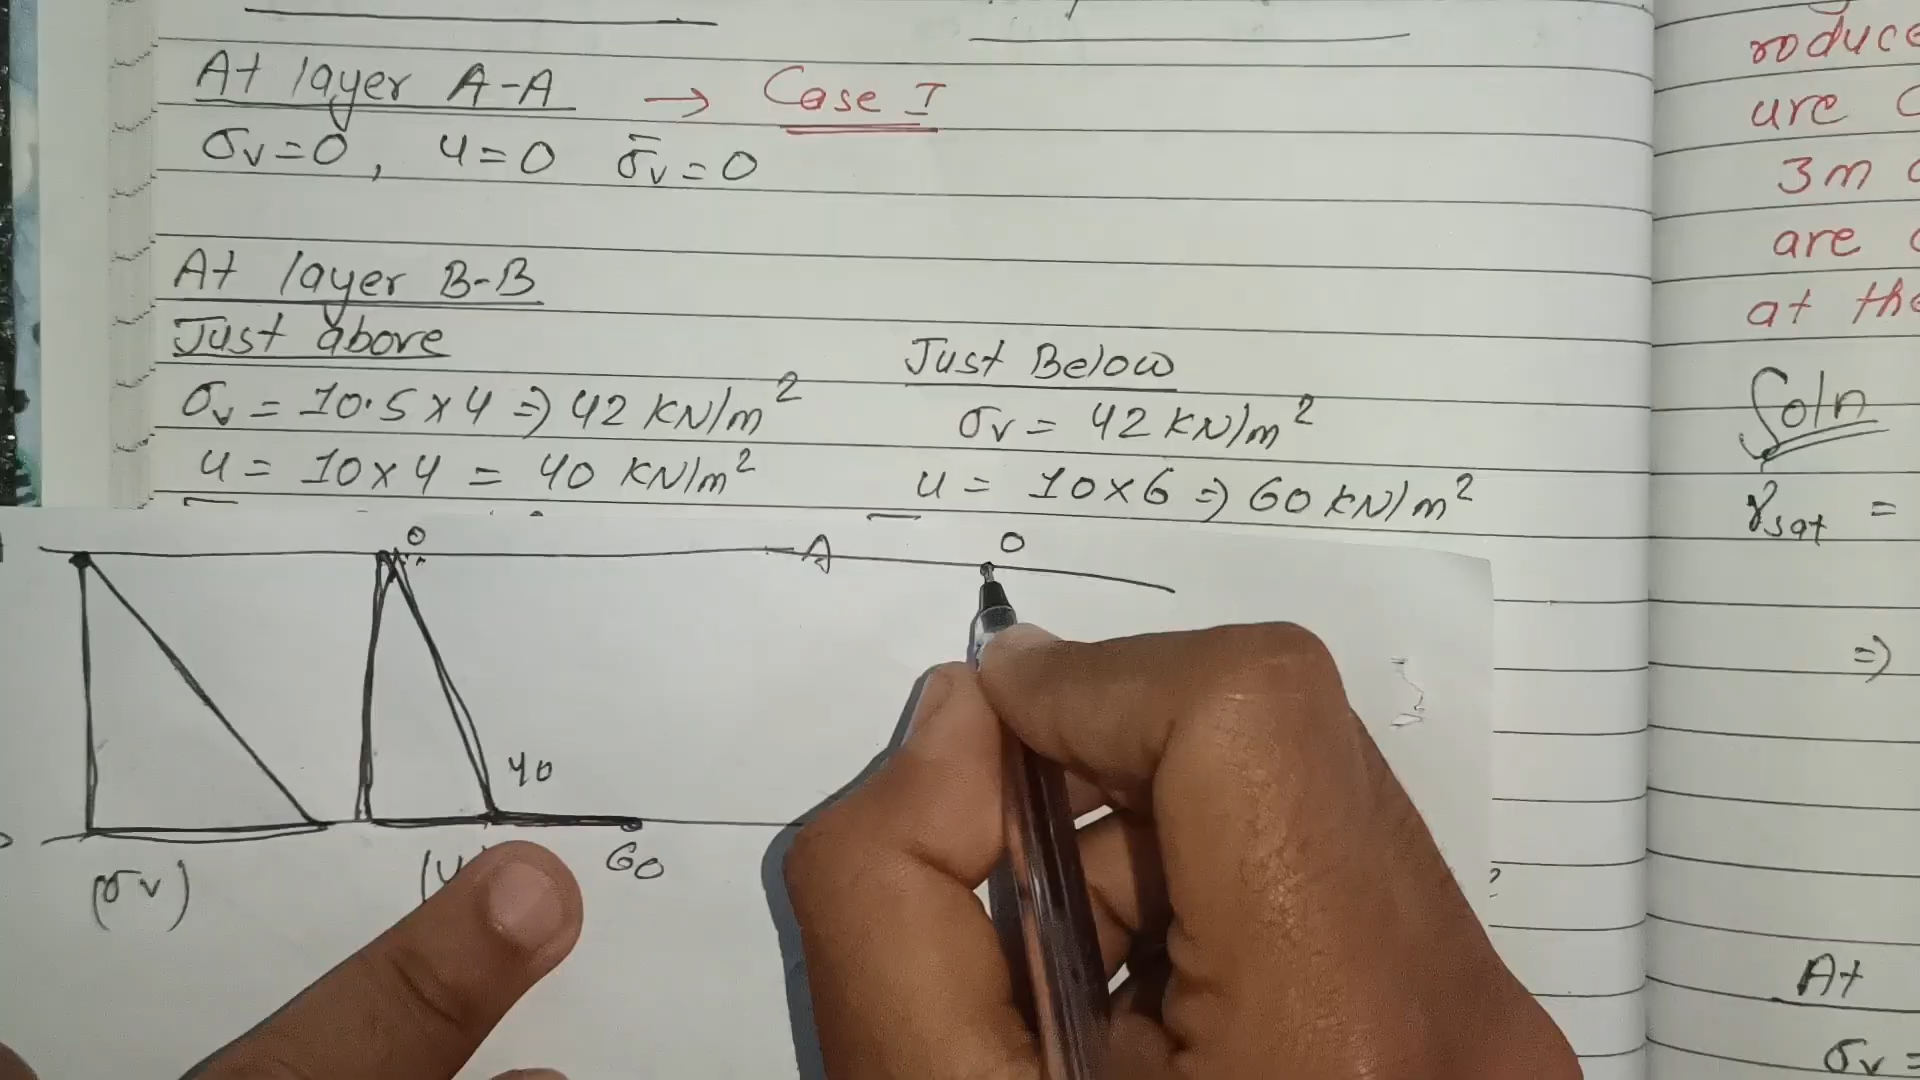 At layer A-A → Case I
σv=0, u=0 σ̄v=0
At layer B-B
Just above
σv = 10.5 x 4 ⇒ 42 KN/m²
u = 10 x 4 = 40 KN/m²
Just Below
σv = 42 KN/m²
u = 10 x 6 ⇒ 60 KN/m²
0
A
0
40
60
(σv)
(u
3m
are
at the
Soln
γsat =
⇒)
At
σv =